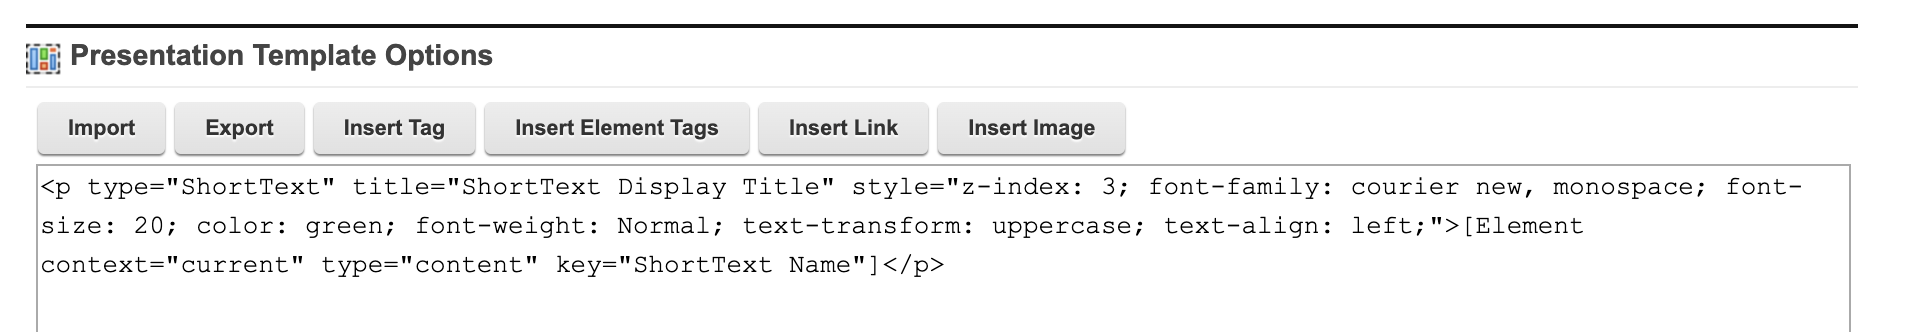 Presentation Template Options
Import Export Insert Tag Insert Element Tags Insert Link Insert Image
<p type="ShortText" title="ShortText Display Title" style="z-index: 3; font-family: courier new, monospace; font-
size: 20; color: green; font-weight: Normal; text-transform: uppercase; text-align: left;">[Element
context="current" type="content" key="ShortText Name"]</p>